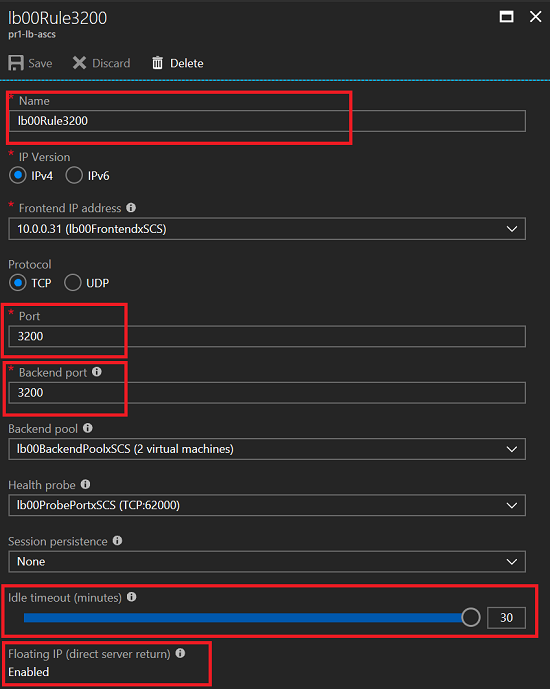 lb00Rule3200
pr1-lb-ascs
Save Discard Delete
* Name
lb00Rule3200
* IP Version
IPv4 IPv6
* Frontend IP address
10.0.0.31 (lb00FrontendxSCS)
Protocol
TCP UDP
* Port
3200
* Backend port
3200
Backend pool
lb00BackendPoolxSCS (2 virtual machines)
Health probe
lb00ProbePortxSCS (TCP:62000)
Session persistence
None
Idle timeout (minutes)
30
Floating IP (direct server return)
Enabled